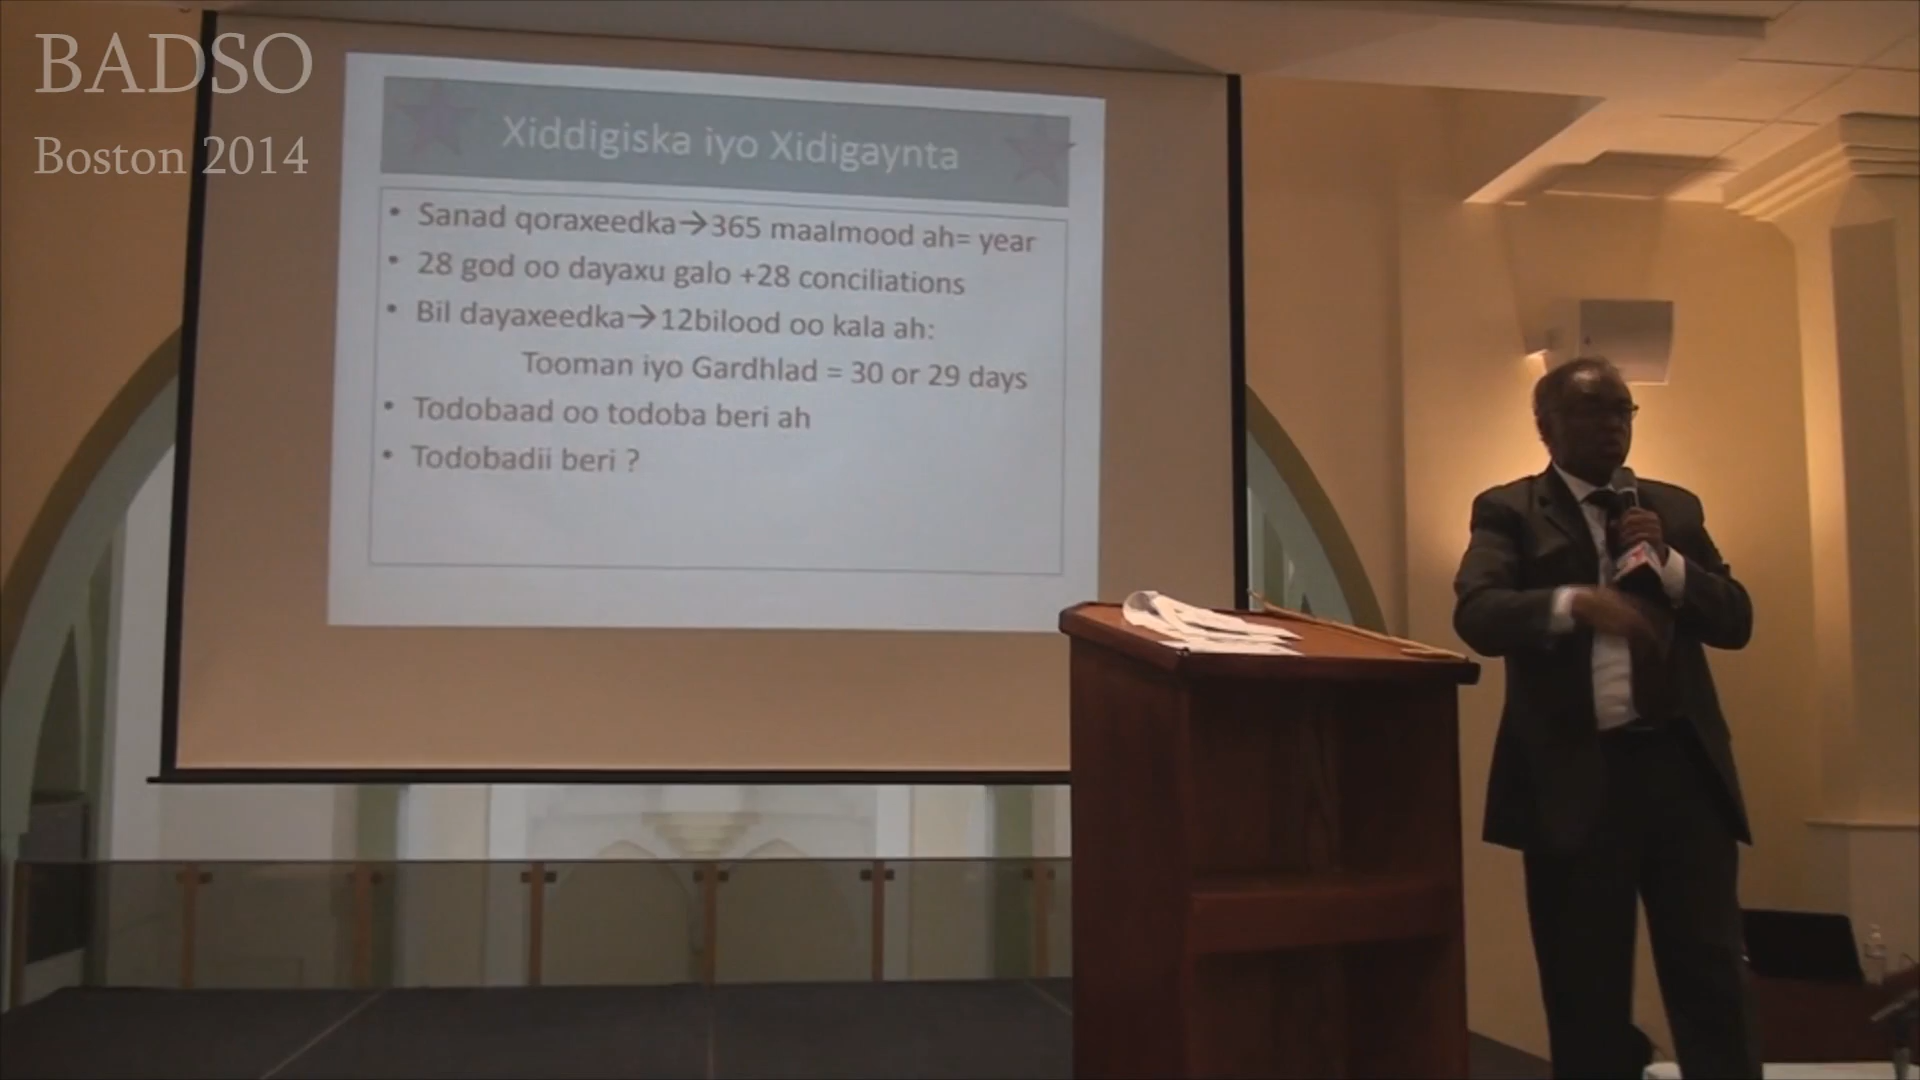 BADSO
Boston 2014
Xiddigiska iyo Xidigaynta
• Sanad qoraxeedka→365 maalmood ah= year
• 28 god oo dayaxu galo +28 conciliations
• Bil dayaxeedka→12bilood oo kala ah:
Tooman iyo Gardhlad = 30 or 29 days
• Todobaad oo todoba beri ah
• Todobadii beri ?